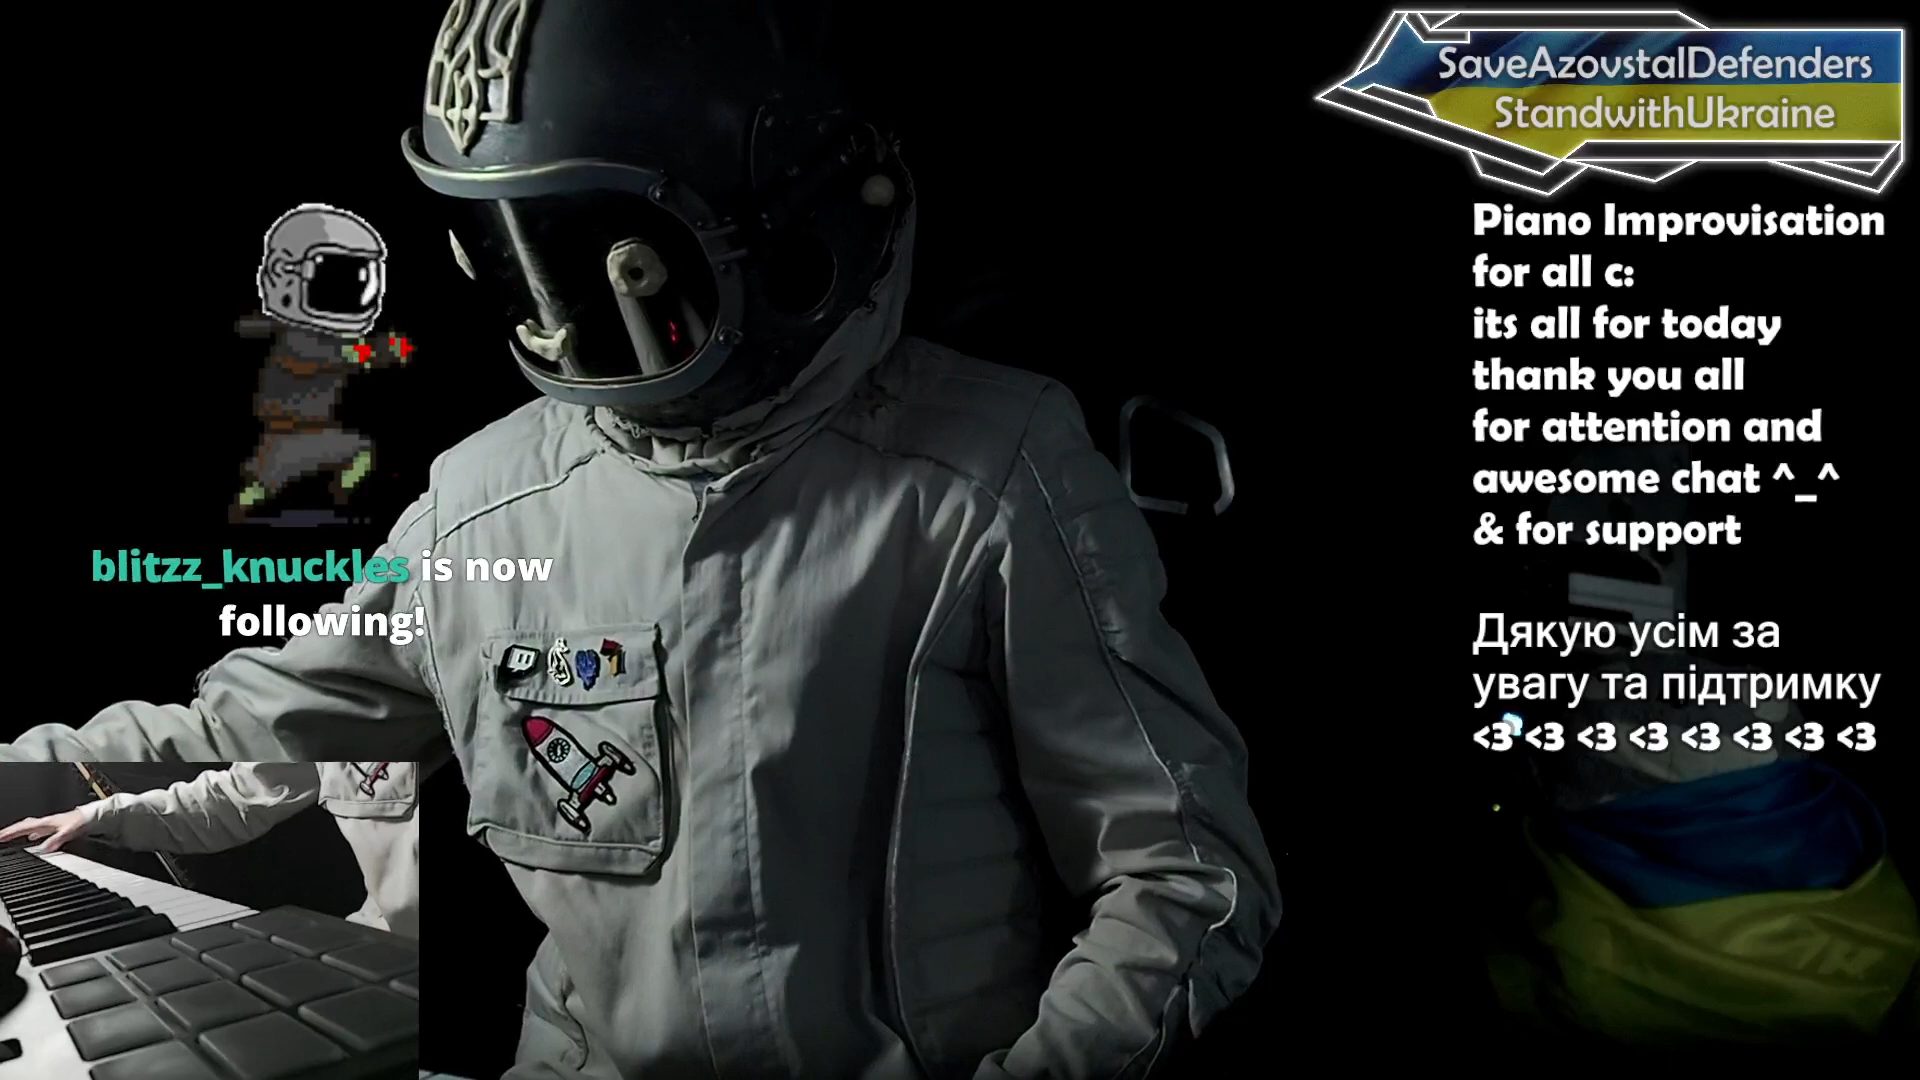 SaveAzovstalDefenders
StandwithUkraine
Piano Improvisation
for all c:
its all for today
thank you all
for attention and
awesome chat ^_^
& for support
Дякую усім за
увагу та підтримку
<3 <3 <3 <3 <3 <3 <3 <3
blitzz_knuckles is now
following!